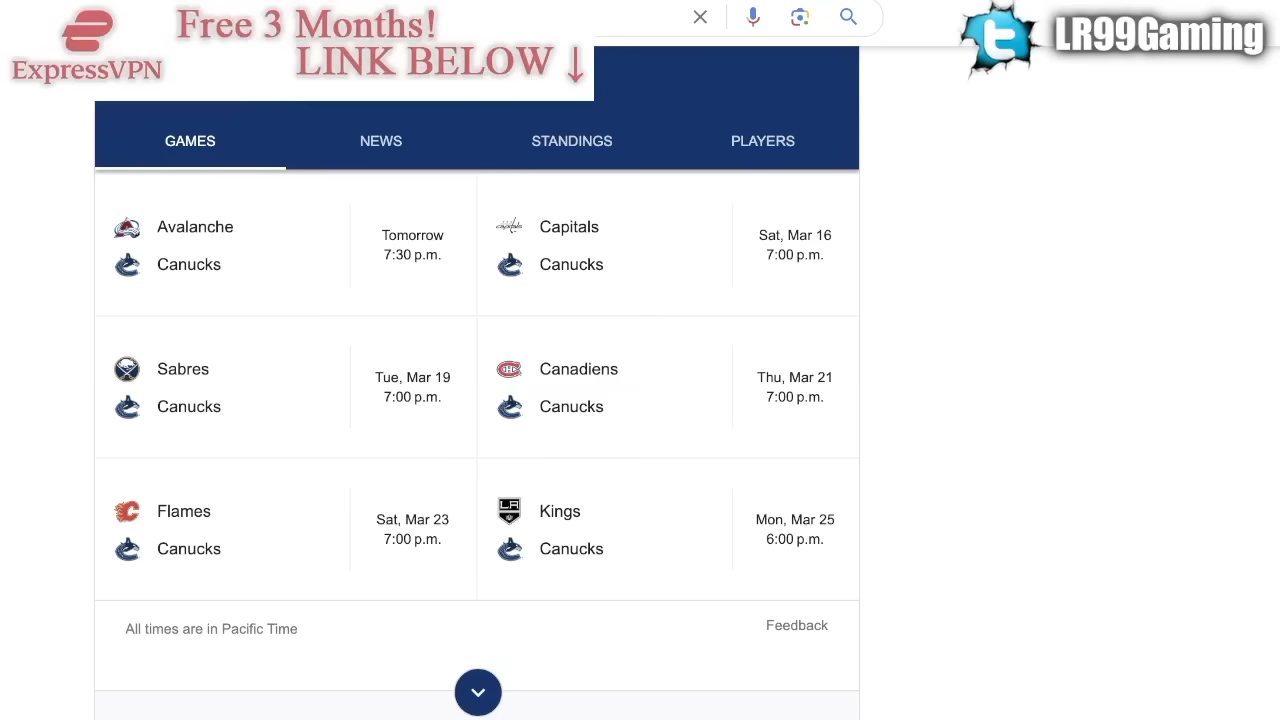 ExpressVPN
Free 3 Months!
LINK BELOW ↓
LR99Gaming
GAMES
NEWS
STANDINGS
PLAYERS
Avalanche
Canucks
Tomorrow
7:30 p.m.
Capitals
Canucks
Sat, Mar 16
7:00 p.m.
Sabres
Canucks
Tue, Mar 19
7:00 p.m.
Canadiens
Canucks
Thu, Mar 21
7:00 p.m.
Flames
Canucks
Sat, Mar 23
7:00 p.m.
Kings
Canucks
Mon, Mar 25
6:00 p.m.
All times are in Pacific Time
Feedback